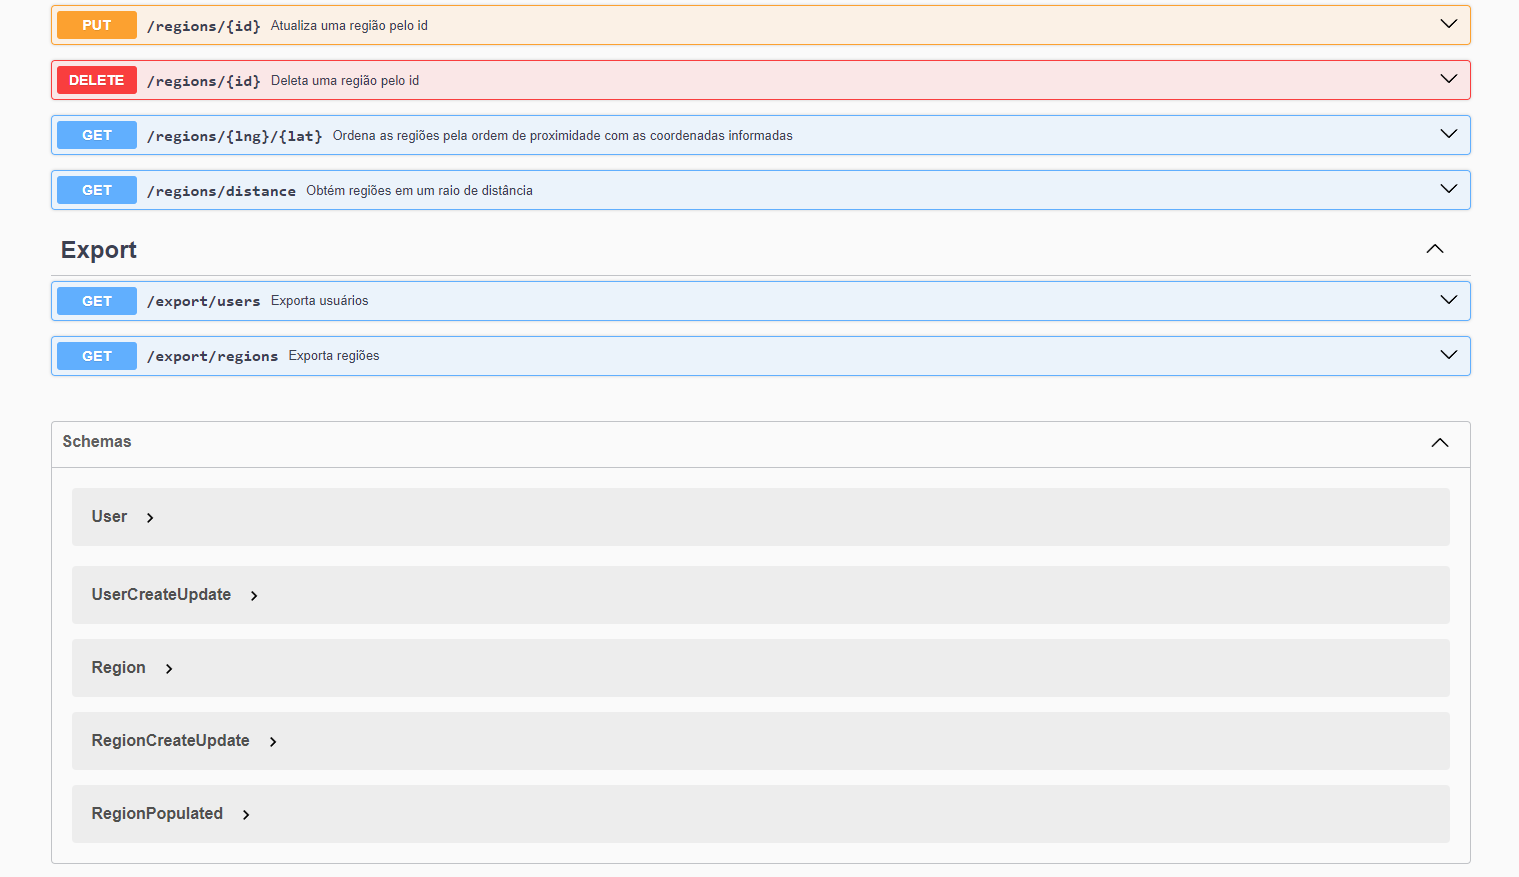 PUT /regions/{id} Atualiza uma região pelo id
DELETE /regions/{id} Deleta uma região pelo id
GET /regions/{lng}/{lat} Ordena as regiões pela ordem de proximidade com as coordenadas informadas
GET /regions/distance Obtém regiões em um raio de distância
Export
GET /export/users Exporta usuários
GET /export/regions Exporta regiões
Schemas
User
UserCreateUpdate
Region
RegionCreateUpdate
RegionPopulated